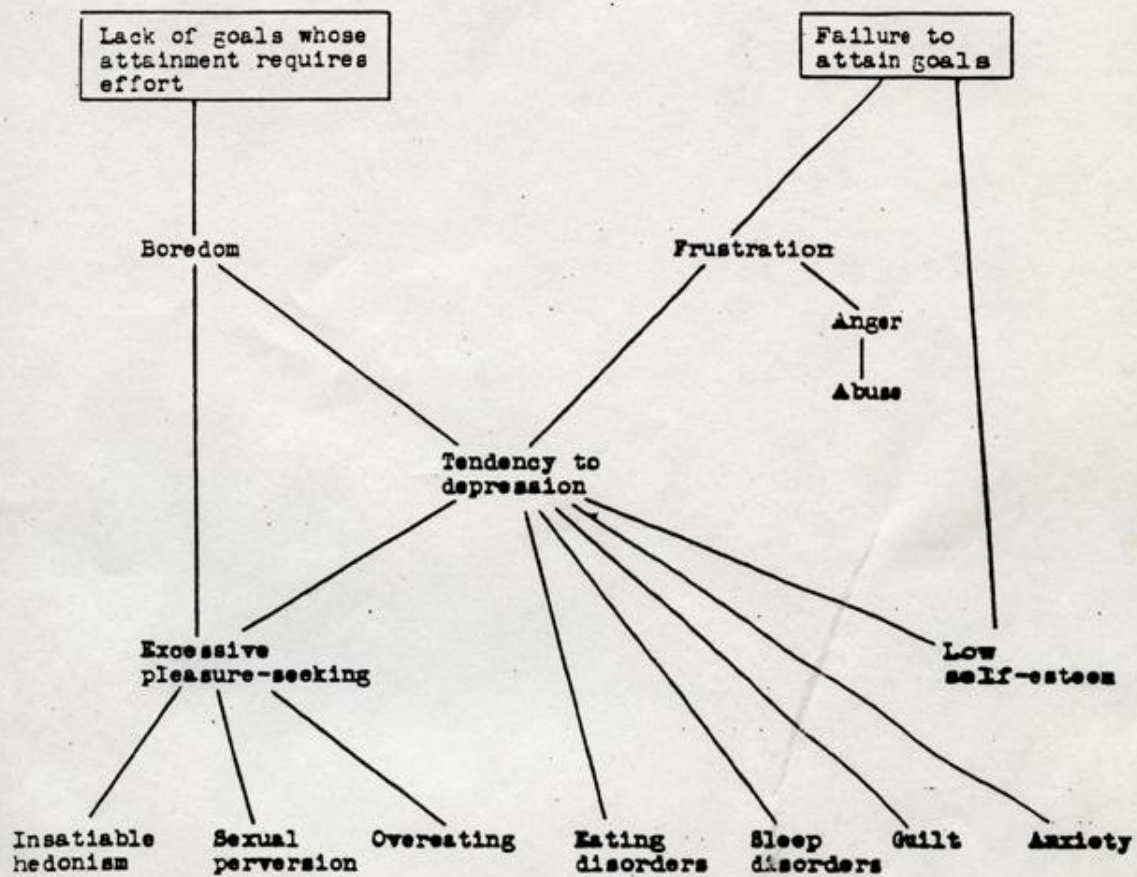 Lack of goals whose
attainment requires
effort
Failure to
attain goals
Boredom
Frustration
Anger
Abuse
Tendency to
depression
Excessive
pleasure-seeking
Low
self-esteem
Insatiable
hedonism
Sexual
perversion
Overeating
Eating
disorders
Sleep
disorders
Guilt
Anxiety